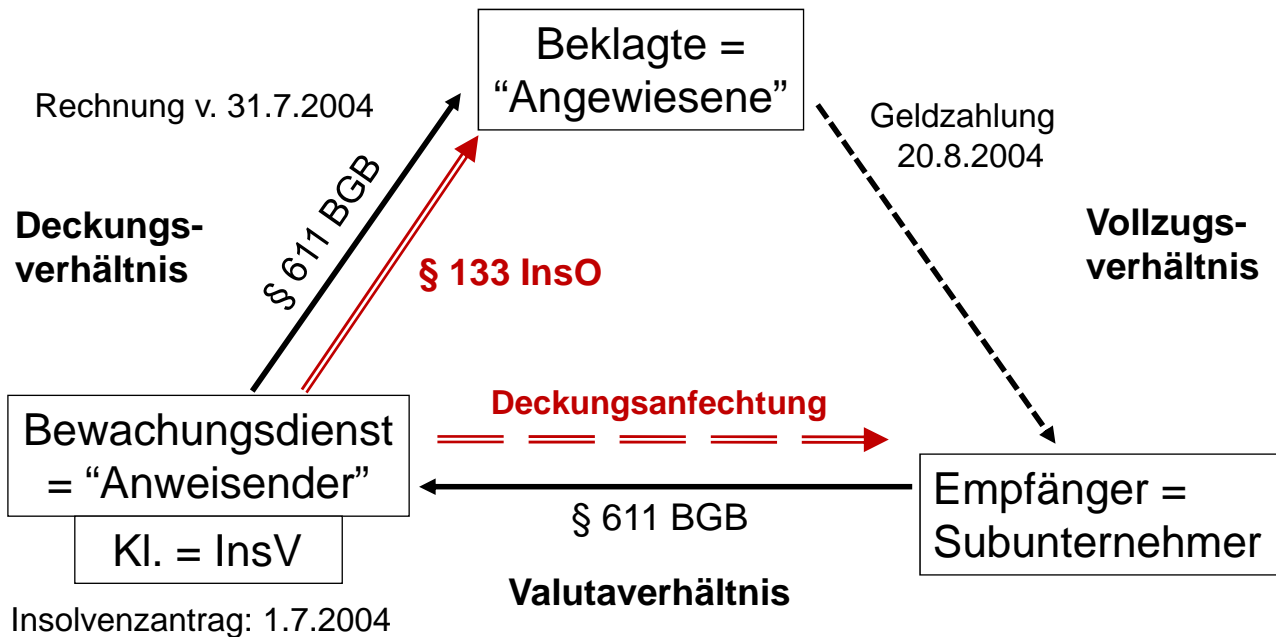 Beklagte =
“Angewiesene”
Rechnung v. 31.7.2004
Geldzahlung
20.8.2004
Deckungs-
verhältnis
§ 611 BGB
§ 133 InsO
Vollzugs-
verhältnis
Deckungsanfechtung
Bewachungsdienst
= “Anweisender”
Kl. = InsV
§ 611 BGB
Empfänger =
Subunternehmer
Valutaverhältnis
Insolvenzantrag: 1.7.2004